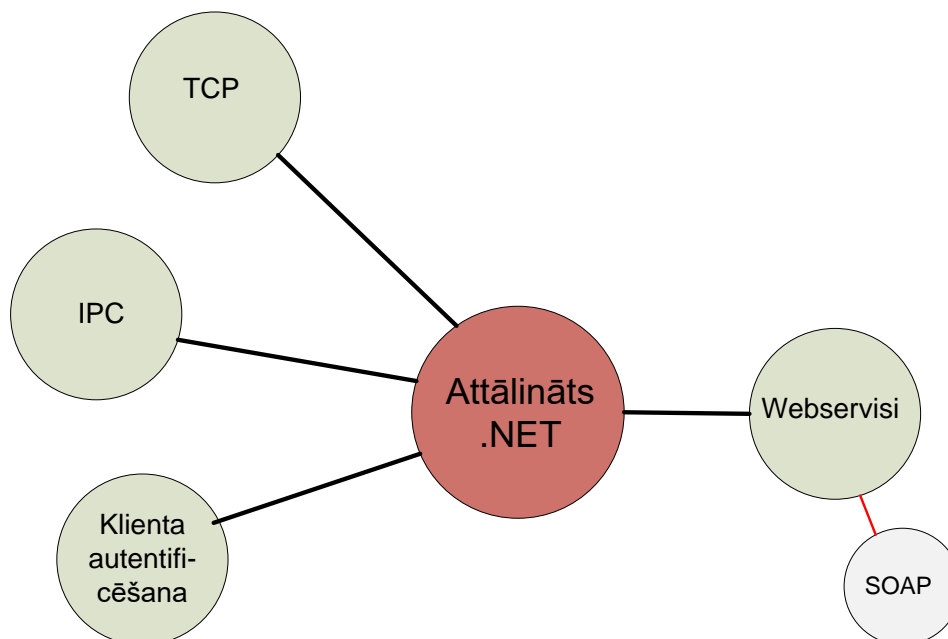 TCP
IPC
Attālināts
.NET
Webservisi
Klienta
autentifi-
cēšana
SOAP